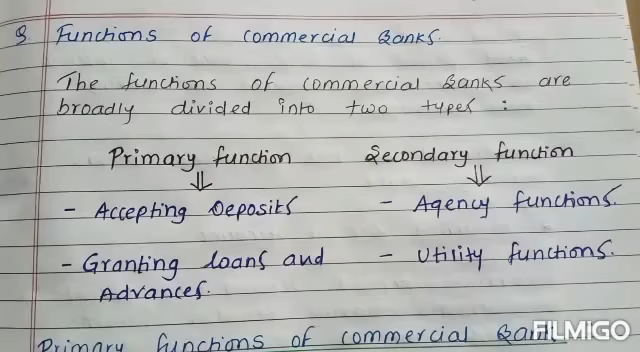 Q Functions of commercial Banks.
The functions of commercial Banks are
broadly divided into two types :
Primary function Secondary function
⇓ ⇓
- Accepting Deposits - Agency functions.
- Granting loans and - Utility functions.
Advances.
Primary functions of commercial Bank
FILMIGO